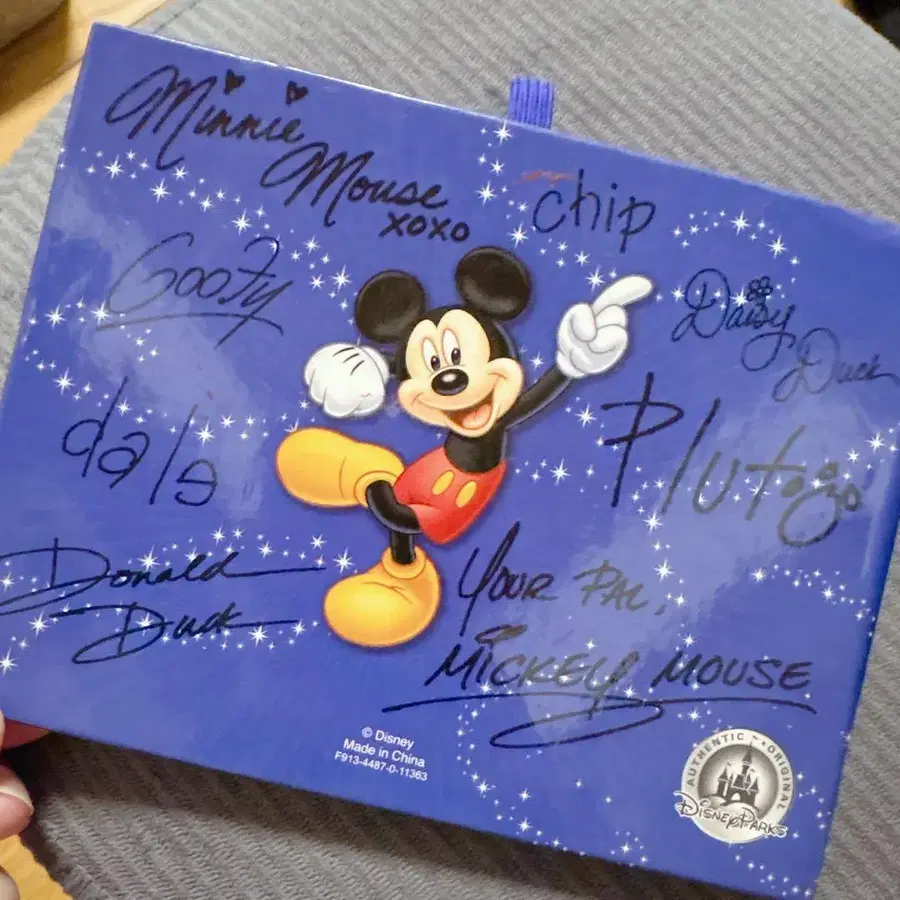 Minnie
Mouse
xoxo
chip
Goofy
Daisy
Duck
dale
Pluto
Donald
Duck
YOUR PAL,
MICKEY MOUSE
© Disney
Made in China
F913-4487-0-11363
AUTHENTIC • ORIGINAL
DISNEY PARKS